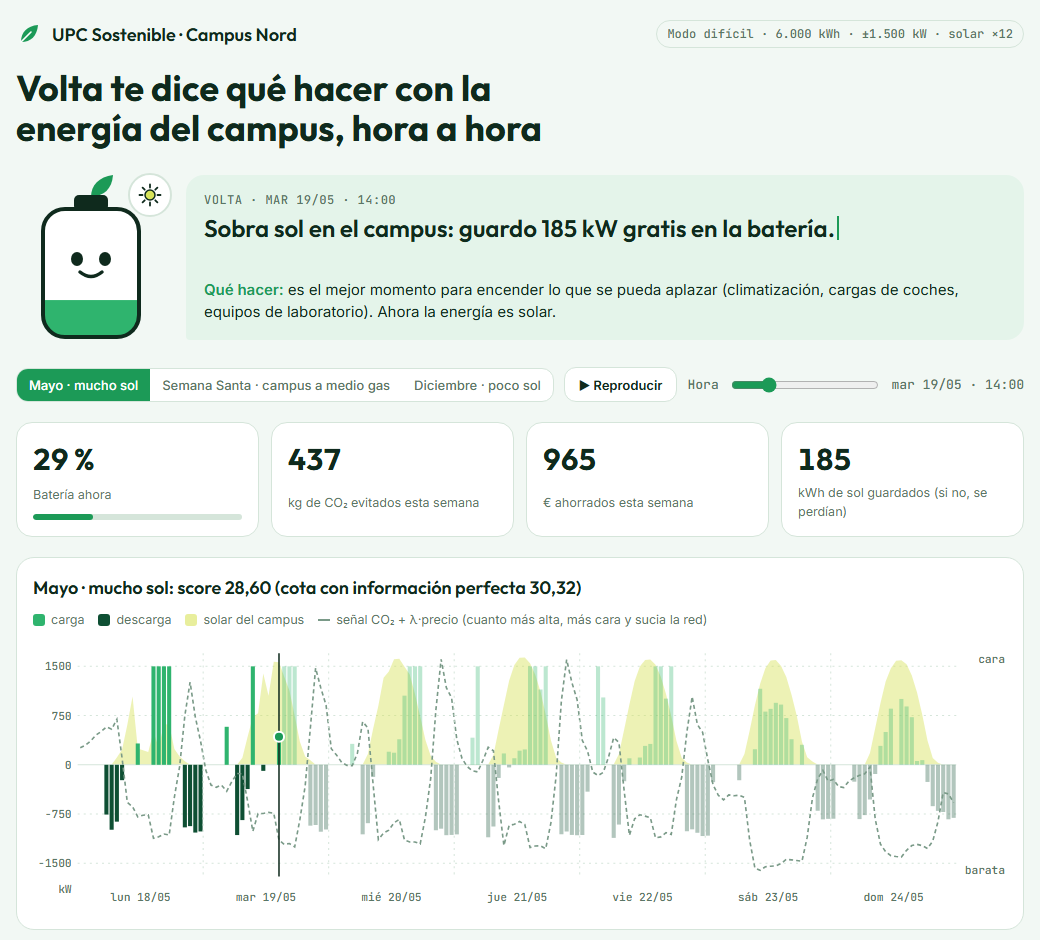 UPC Sostenible · Campus Nord
Modo difícil · 6.000 kWh · ±1.500 kW · solar ×12
Volta te dice qué hacer con la
energía del campus, hora a hora
VOLTA · MAR 19/05 · 14:00
Sobra sol en el campus: guardo 185 kW gratis en la batería.
Qué hacer: es el mejor momento para encender lo que se pueda aplazar (climatización, cargas de coches,
equipos de laboratorio). Ahora la energía es solar.
Mayo · mucho sol
Semana Santa · campus a medio gas
Diciembre · poco sol
▶ Reproducir
Hora
mar 19/05 · 14:00
29 %
Batería ahora
437
kg de CO₂ evitados esta semana
965
€ ahorrados esta semana
185
kWh de sol guardados (si no, se
perdían)
Mayo · mucho sol: score 28,60 (cota con información perfecta 30,32)
carga
descarga
solar del campus
señal CO₂ + λ·precio (cuanto más alta, más cara y sucia la red)
1500
750
0
-750
-1500
kW
cara
barata
lun 18/05
mar 19/05
mié 20/05
jue 21/05
vie 22/05
sáb 23/05
dom 24/05